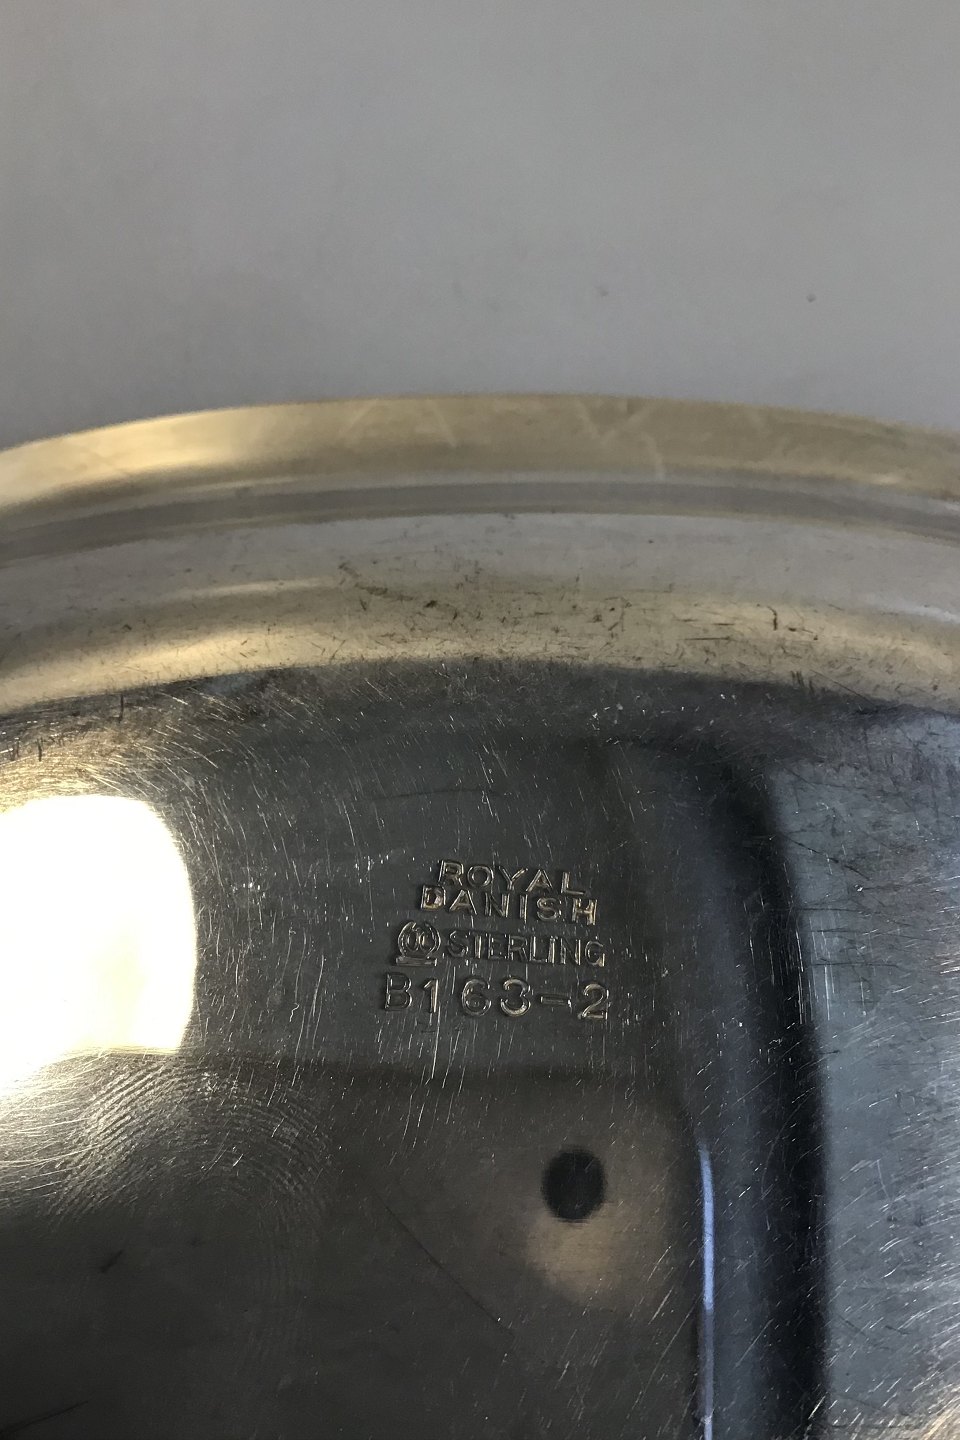 ROYAL
DANISH
STERLING
B163-2